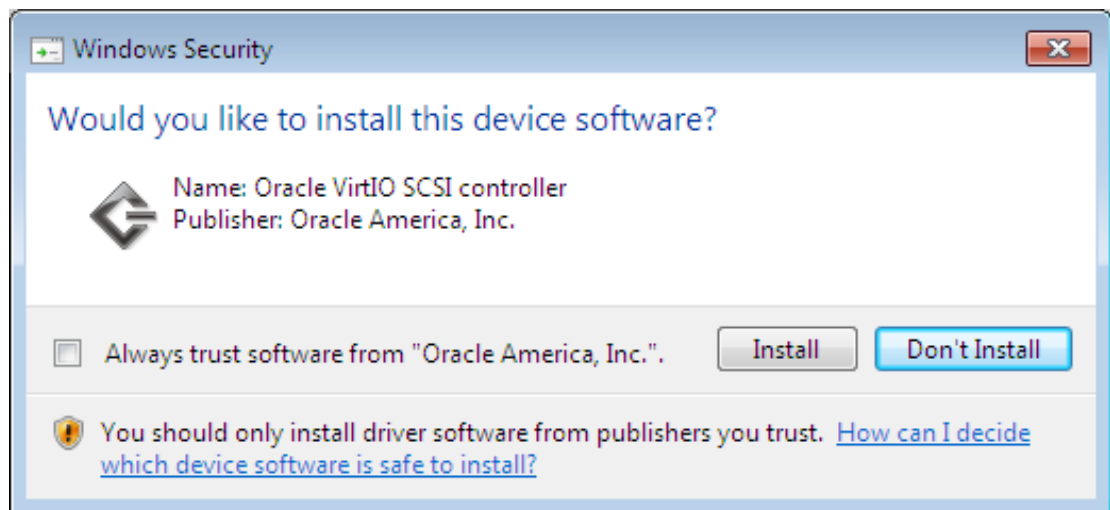 Windows Security
Would you like to install this device software?
Name: Oracle VirtIO SCSI controller
Publisher: Oracle America, Inc.
Always trust software from "Oracle America, Inc.".
Install
Don't Install
You should only install driver software from publishers you trust. How can I decide
which device software is safe to install?